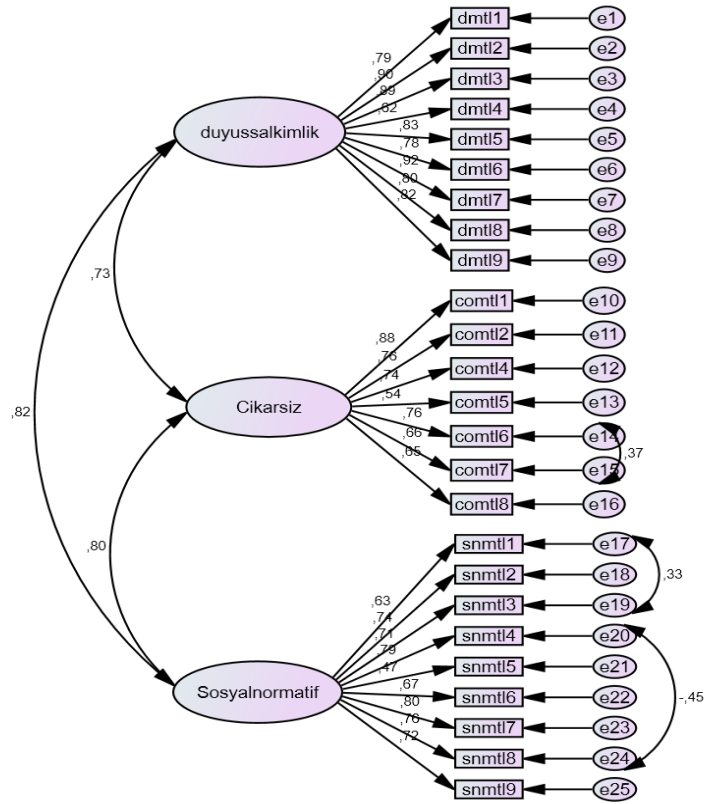 dmtl1 e1
dmtl2 e2
,79
,90
dmtl3 e3
,89
,62
dmtl4 e4
duyussalkimlik
,83
dmtl5 e5
,78
dmtl6 e6
,92
,80
dmtl7 e7
,82
dmtl8 e8
dmtl9 e9
,73
comtl1 e10
,88
comtl2 e11
,76
,74
comtl4 e12
,54
comtl5 e13
Cikarsiz
,82
,76
comtl6 e14
,66
,37
,65
comtl7 e15
comtl8 e16
,80
snmtl1 e17
snmtl2 e18
,33
,63
snmtl3 e19
,74
,71
snmtl4 e20
,79
,47
snmtl5 e21
,67
Sosyalnormatif
snmtl6 e22
-,45
,80
,76
snmtl7 e23
,72
snmtl8 e24
snmtl9 e25